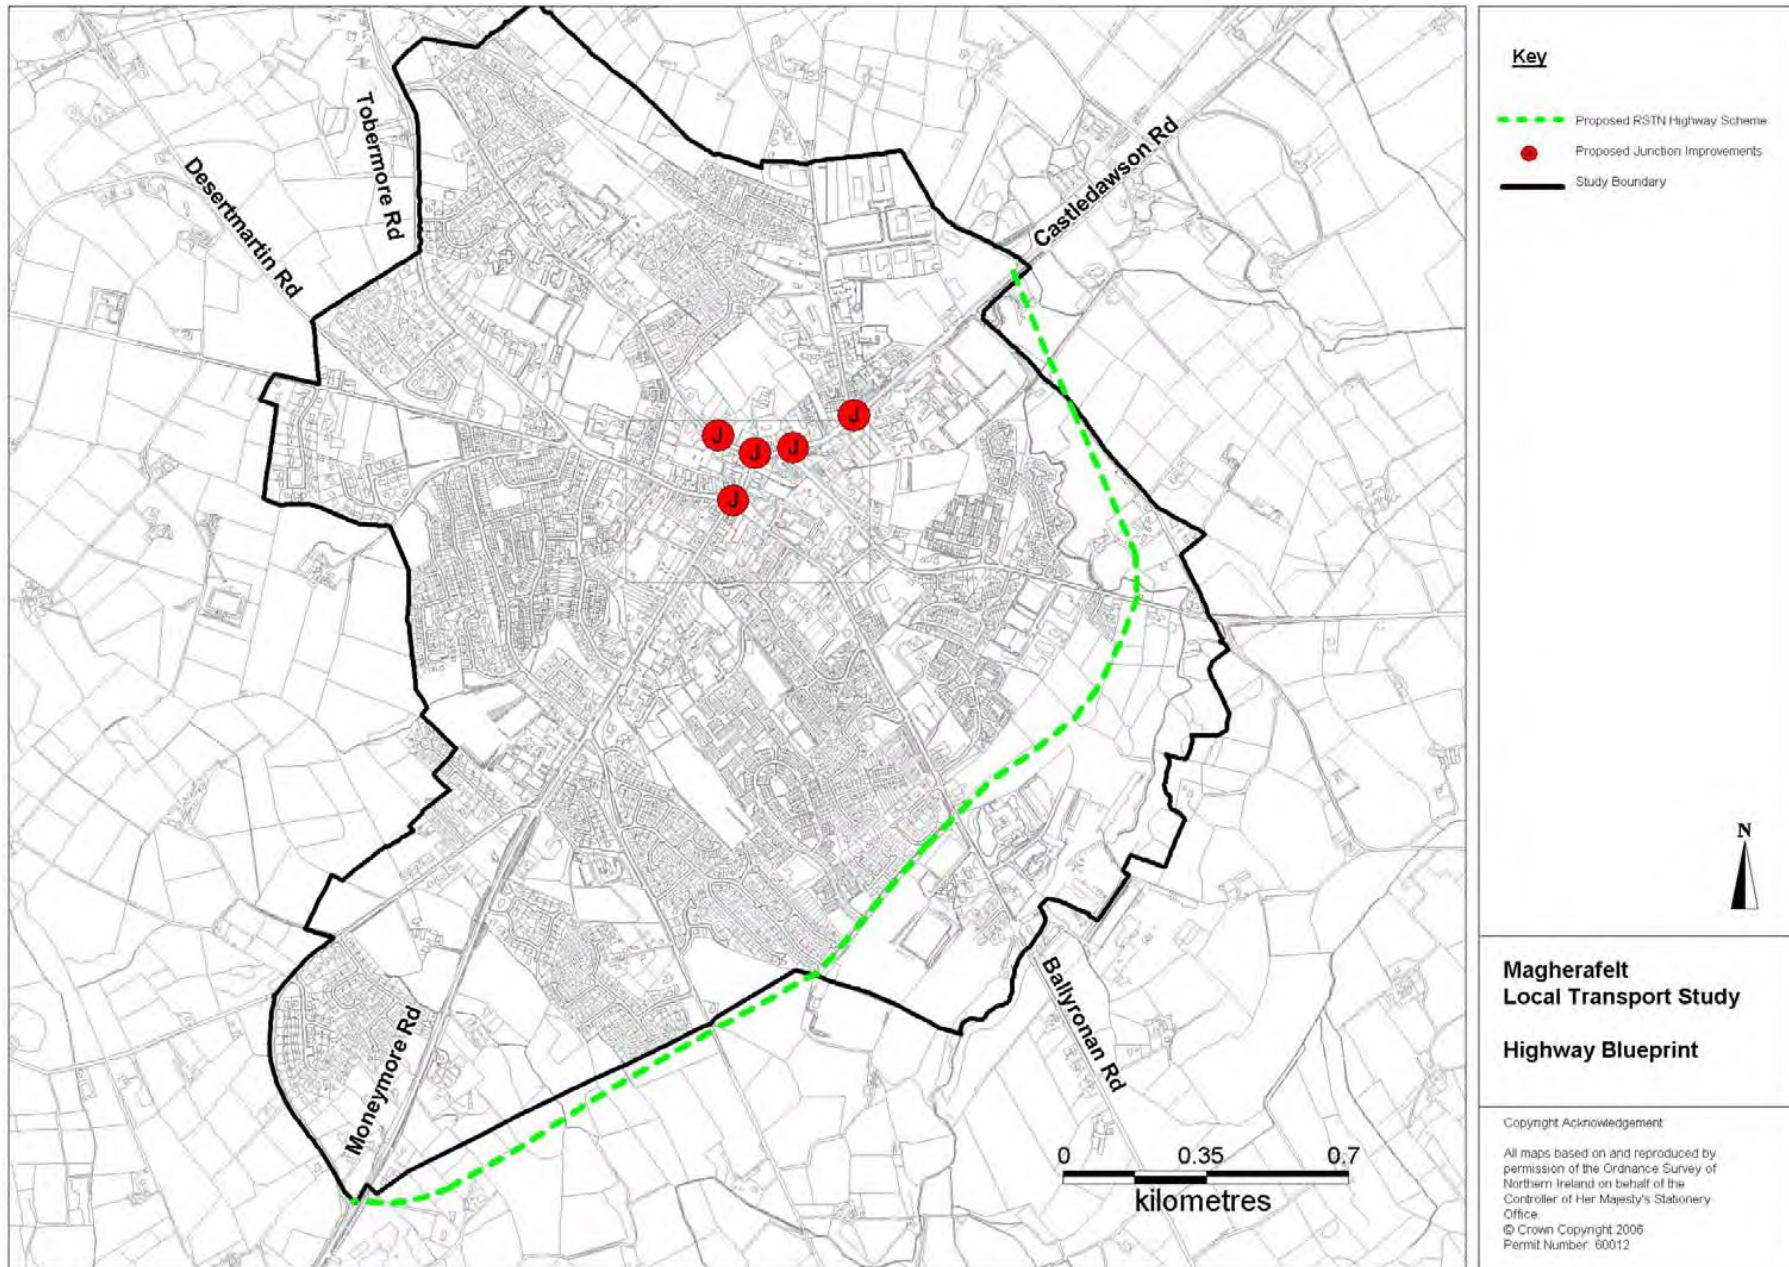 Tobermore Rd
Desertmartin Rd
Castledawson Rd
J
J
J
J
J
Moneymore Rd
Ballyronan Rd
0 0.35 0.7
kilometres
Key
Proposed RSTN Highway Scheme
Proposed Junction Improvements
Study Boundary
N
Magherafelt
Local Transport Study
Highway Blueprint
Copyright Acknowledgement
All maps based on and reproduced by
permission of the Ordnance Survey of
Northern Ireland on behalf of the
Controller of Her Majesty's Stationery
Office.
© Crown Copyright 2006
Permit Number: 60012